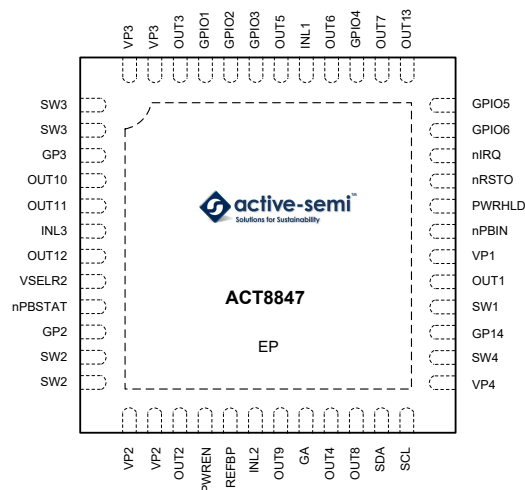 VP3
VP3
OUT3
GPIO1
GPIO2
GPIO3
OUT5
INL1
OUT6
GPIO4
OUT7
OUT13
SW3
SW3
GP3
OUT10
OUT11
INL3
OUT12
VSELR2
nPBSTAT
GP2
SW2
SW2
active-semi™
Solutions for Sustainability
ACT8847
EP
GPIO5
GPIO6
nIRQ
nRSTO
PWRHLD
nPBIN
VP1
OUT1
SW1
GP14
SW4
VP4
VP2
VP2
OUT2
PWREN
REFBP
INL2
OUT9
GA
OUT4
OUT8
SDA
SCL